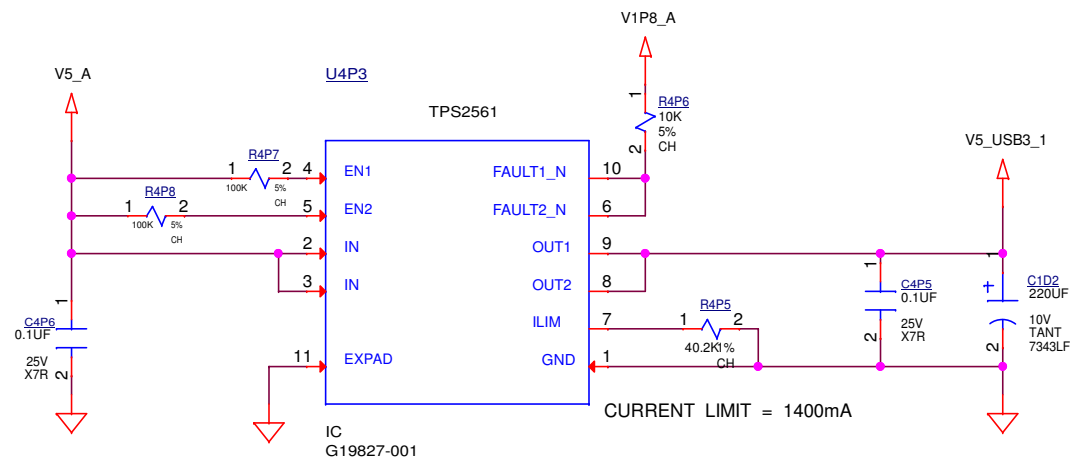 V1P8_A
V5_A
U4P3
TPS2561
1
R4P6
10K
5%
CH
2
V5_USB3_1
R4P7
1
2
4
EN1
100K
5%
CH
FAULT1_N
10
R4P8
1
2
5
EN2
100K
5%
CH
FAULT2_N
6
2
IN
OUT1
9
3
IN
OUT2
8
1
C4P6
0.1UF
25V
X7R
2
ILIM
7
1
R4P5
2
40.2K1%
CH
1
C4P5
0.1UF
25V
X7R
2
1
+
C1D2
220UF
10V
TANT
7343LF
2
11
EXPAD
GND
1
CURRENT LIMIT = 1400mA
IC
G19827-001